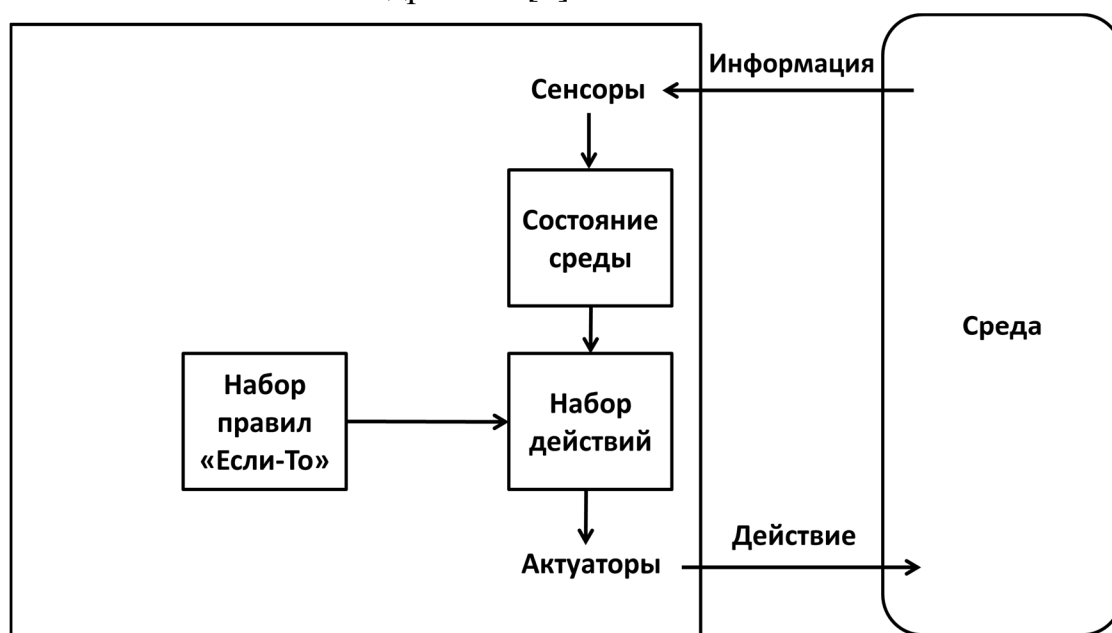 Информация
Сенсоры
Состояние
среды
Среда
Набор
правил
«Если-То»
Набор
действий
Действие
Актуаторы